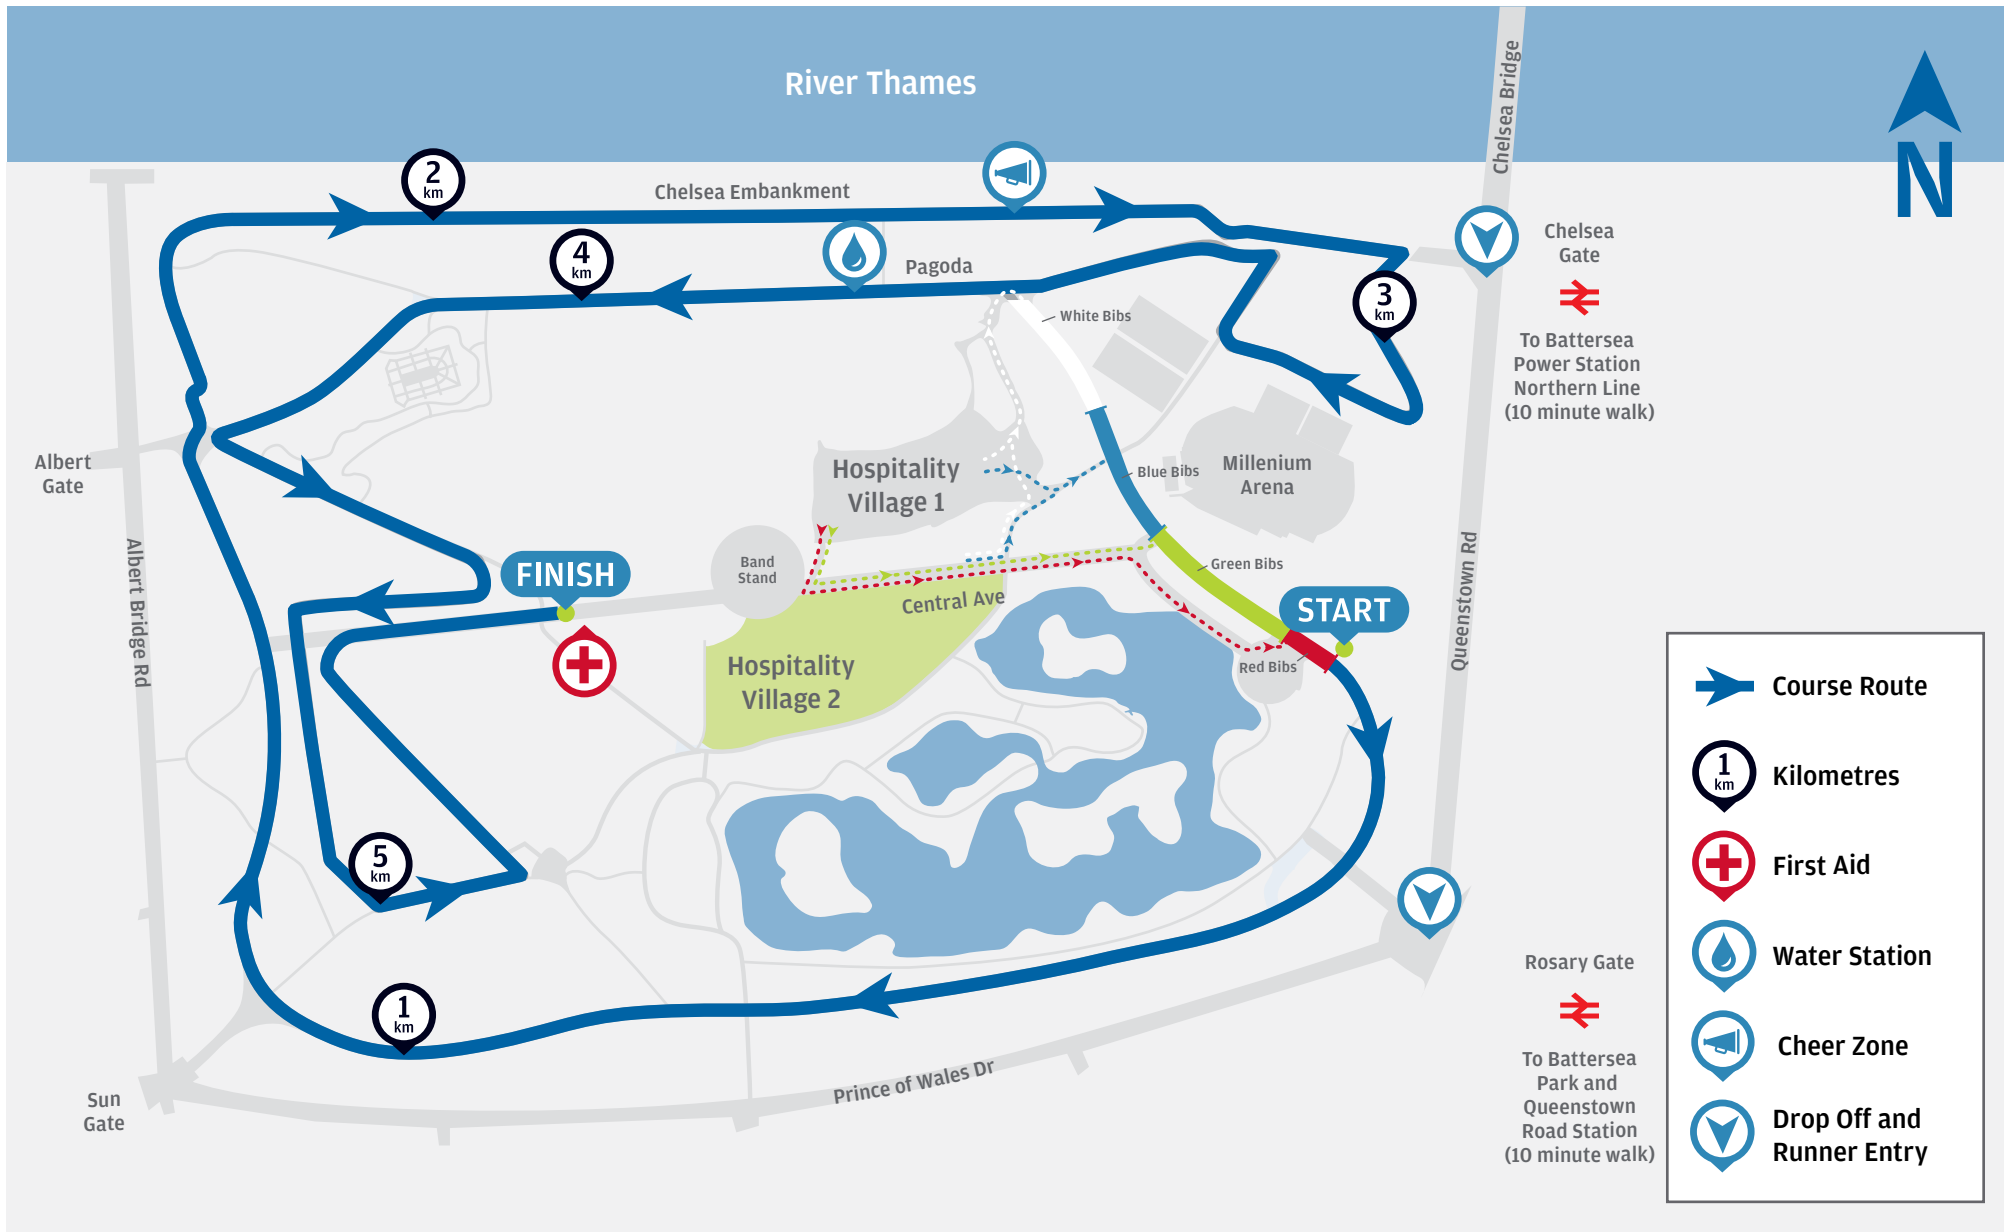 River Thames
Chelsea Bridge
N
2
km
Chelsea Embankment
4
km
Pagoda
3
km
Chelsea
Gate
To Battersea
Power Station
Northern Line
(10 minute walk)
White Bibs
Albert
Gate
Hospitality
Village 1
Blue Bibs
Millenium
Arena
Albert Bridge Rd
FINISH
Band
Stand
Central Ave
Green Bibs
START
Red Bibs
Queenstown Rd
Hospitality
Village 2
5
km
1
km
Sun
Gate
Prince of Wales Dr
Rosary Gate
To Battersea
Park and
Queenstown
Road Station
(10 minute walk)
Course Route
1
km
Kilometres
First Aid
Water Station
Cheer Zone
Drop Off and
Runner Entry